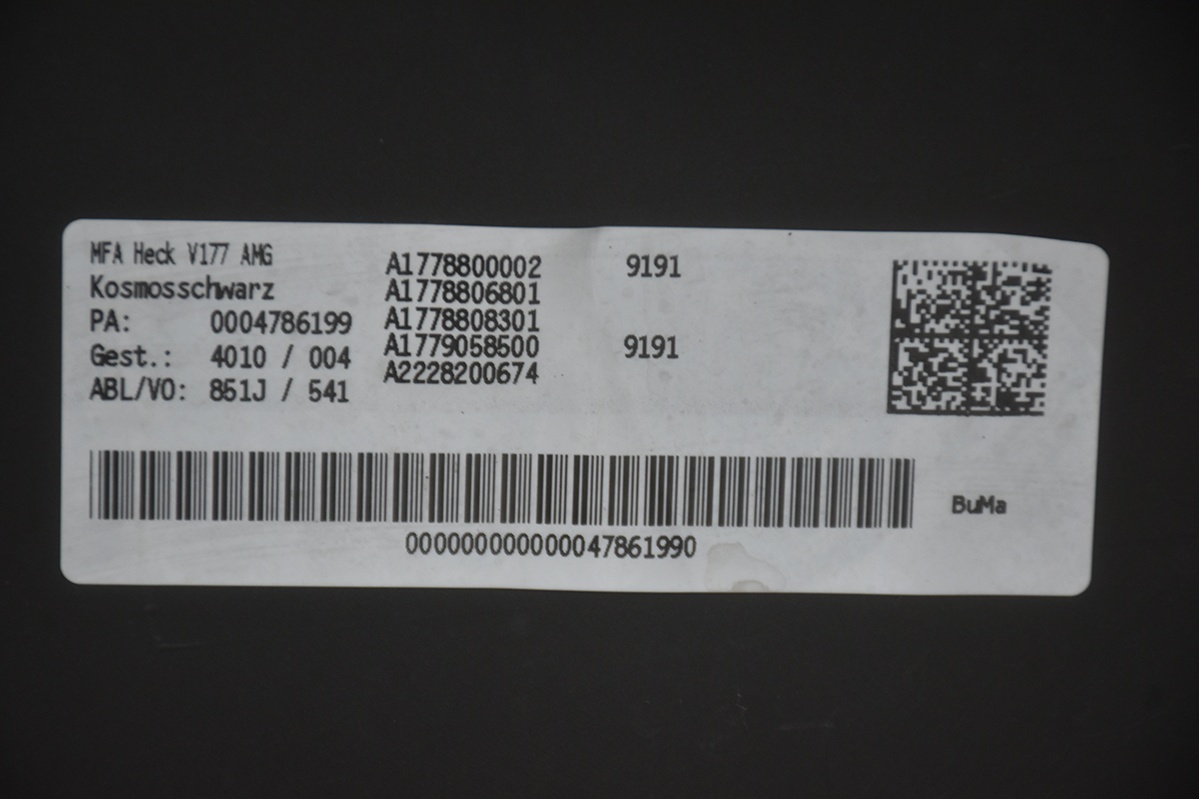 MFA Heck V177 AMG
Kosmosschwarz
PA: 0004786199
Gest.: 4010 / 004
ABL/VO: 851J / 541
A1778800002 9191
A1778806801
A1778808301
A1779058500 9191
A2228200674
BuMa
00000000000047861990